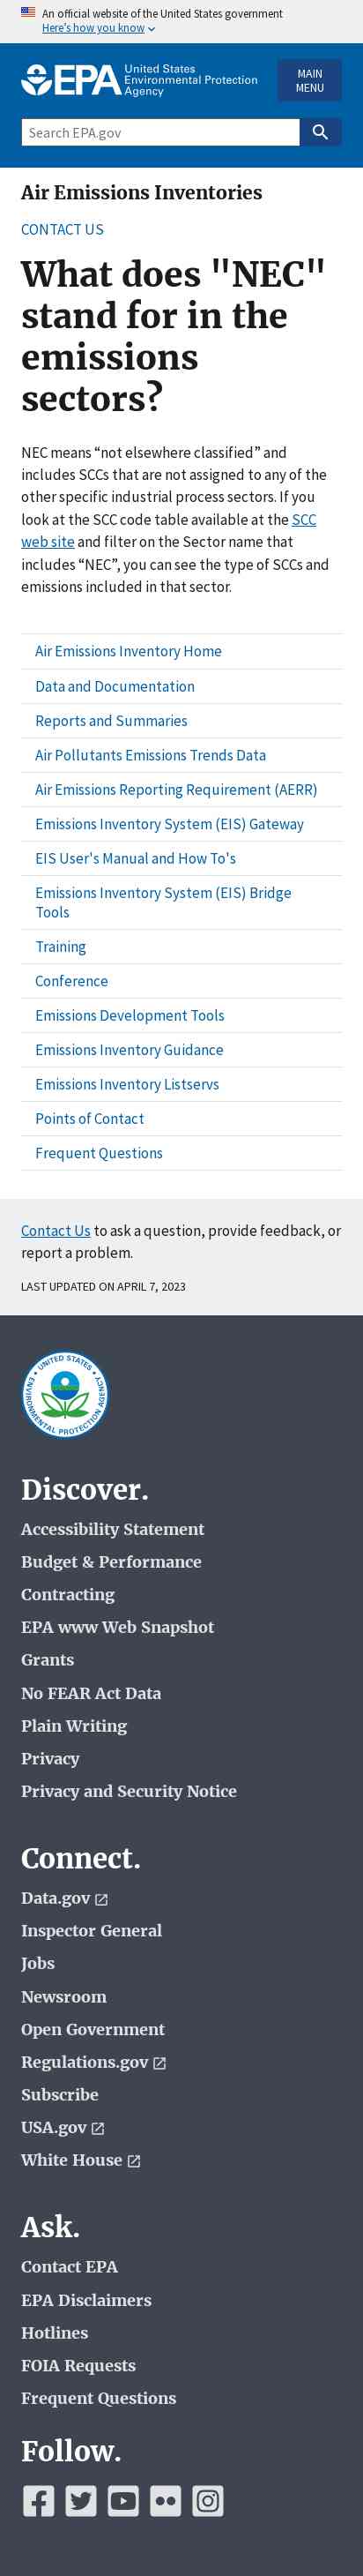 An official website of the United States government
Here's how you know
EPA United States
Environmental Protection
Agency
MAIN
MENU
Search EPA.gov
Air Emissions Inventories
CONTACT US
What does "NEC"
stand for in the
emissions
sectors?
NEC means “not elsewhere classified” and
includes SCCs that are not assigned to any of the
other specific industrial process sectors. If you
look at the SCC code table available at the SCC
web site and filter on the Sector name that
includes “NEC”, you can see the type of SCCs and
emissions included in that sector.
Air Emissions Inventory Home
Data and Documentation
Reports and Summaries
Air Pollutants Emissions Trends Data
Air Emissions Reporting Requirement (AERR)
Emissions Inventory System (EIS) Gateway
EIS User's Manual and How To's
Emissions Inventory System (EIS) Bridge
Tools
Training
Conference
Emissions Development Tools
Emissions Inventory Guidance
Emissions Inventory Listservs
Points of Contact
Frequent Questions
Contact Us to ask a question, provide feedback, or
report a problem.
LAST UPDATED ON APRIL 7, 2023
UNITED STATES
ENVIRONMENTAL PROTECTION AGENCY
Discover.
Accessibility Statement
Budget & Performance
Contracting
EPA www Web Snapshot
Grants
No FEAR Act Data
Plain Writing
Privacy
Privacy and Security Notice
Connect.
Data.gov
Inspector General
Jobs
Newsroom
Open Government
Regulations.gov
Subscribe
USA.gov
White House
Ask.
Contact EPA
EPA Disclaimers
Hotlines
FOIA Requests
Frequent Questions
Follow.